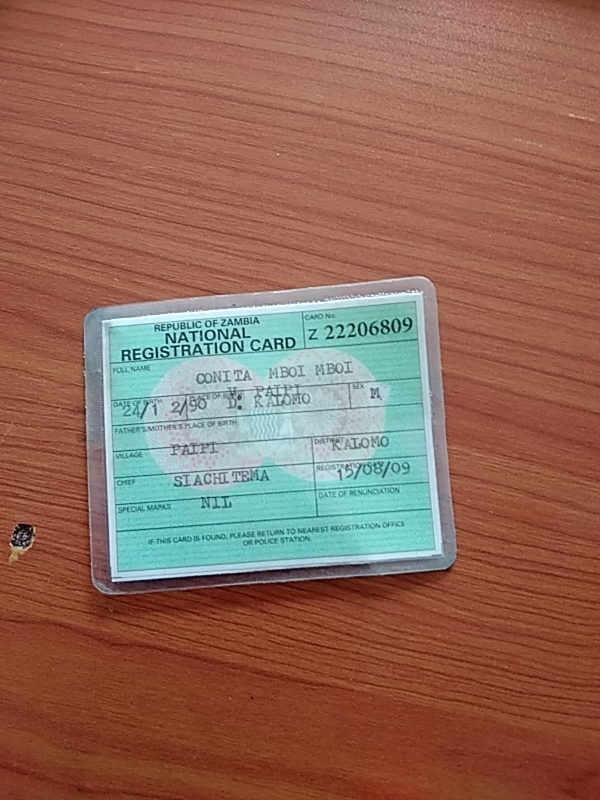 REPUBLIC OF ZAMBIA
NATIONAL
REGISTRATION CARD
CARD No.
Z 22206809
FULL NAME
CONITA MBOI MBOI
DATE OF BIRTH
24/1 2/90
PLACE OF BIRTH
V. PAIPI
D. KALOMO
SEX
M
FATHER'S/MOTHER'S PLACE OF BIRTH
VILLAGE
PAIPI
DISTRICT
KALOMO
CHIEF
SIACHITEMA
REGISTRATION
15/08/09
SPECIAL MARKS
NIL
DATE OF RENUNCIATION
IF THIS CARD IS FOUND, PLEASE RETURN TO NEAREST REGISTRATION OFFICE
OR POLICE STATION.